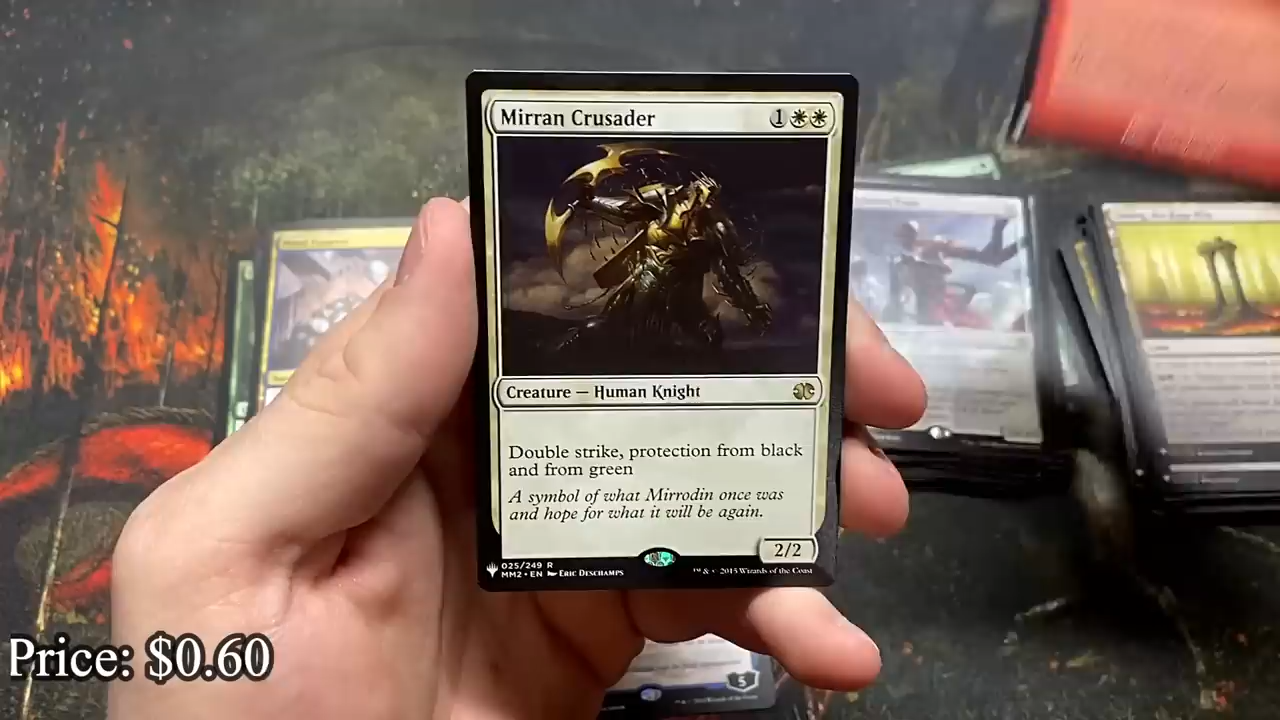 Mirran Crusader 1
Creature — Human Knight
Double strike, protection from black
and from green
A symbol of what Mirrodin once was
and hope for what it will be again.
2/2
025/249 R
MM2 • EN Eric Deschamps
™ & © 2015 Wizards of the Coast
5
Price: $0.60